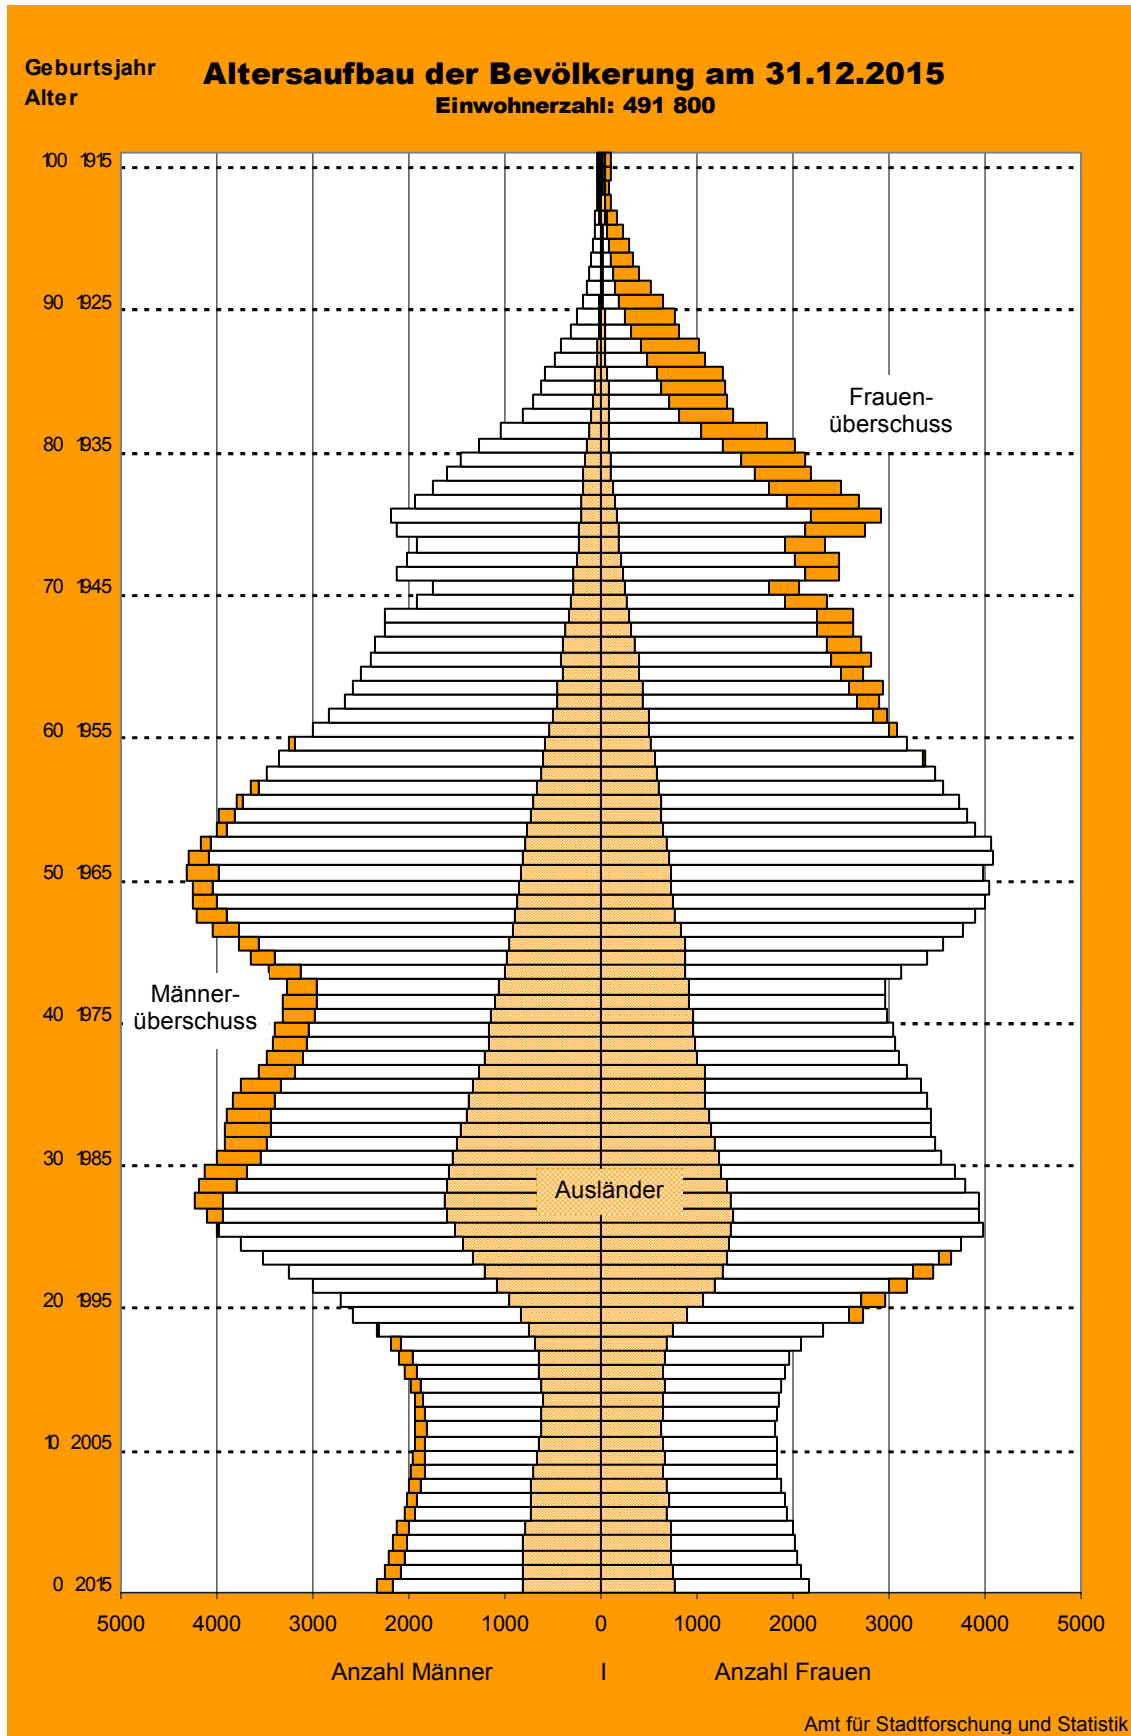 Geburtsjahr
Alter
Altersaufbau der Bevölkerung am 31.12.2015
Einwohnerzahl: 491 800
100 1915
90 1925
Frauen-
überschuss
80 1935
70 1945
60 1955
50 1965
Männer-
überschuss
40 1975
30 1985
Ausländer
20 1995
10 2005
0 2015
5000 4000 3000 2000 1000 0 1000 2000 3000 4000 5000
Anzahl Männer I Anzahl Frauen
Amt für Stadtforschung und Statistik